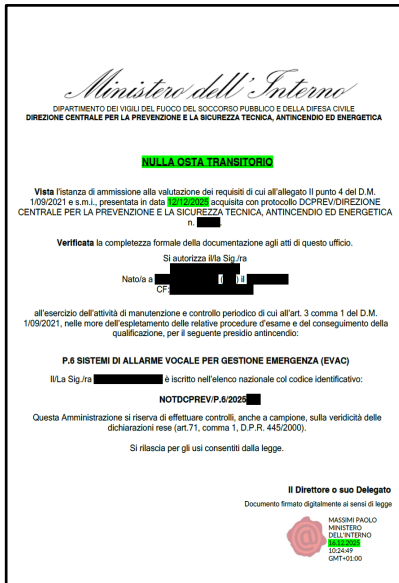 Ministero dell'Interno
DIPARTIMENTO DEI VIGILI DEL FUOCO DEL SOCCORSO PUBBLICO E DELLA DIFESA CIVILE
DIREZIONE CENTRALE PER LA PREVENZIONE E LA SICUREZZA TECNICA, ANTINCENDIO ED ENERGETICA
NULLA OSTA TRANSITORIO
Vista l'istanza di ammissione alla valutazione dei requisiti di cui all'allegato II punto 4 del D.M.
1/09/2021 e s.m.i., presentata in data 12/12/2025 acquisita con protocollo DCPREV/DIREZIONE
CENTRALE PER LA PREVENZIONE E LA SICUREZZA TECNICA, ANTINCENDIO ED ENERGETICA
n.
Verificata la completezza formale della documentazione agli atti di questo ufficio.
Si autorizza il/la Sig./ra
Nato/a a ( ) il
CF:
all'esercizio dell'attività di manutenzione e controllo periodico di cui all'art. 3 comma 1 del D.M.
1/09/2021, nelle more dell'espletamento delle relative procedure d'esame e del conseguimento della
qualificazione, per il seguente presidio antincendio:
P.6 SISTEMI DI ALLARME VOCALE PER GESTIONE EMERGENZA (EVAC)
Il/La Sig./ra è iscritto nell'elenco nazionale col codice identificativo:
NOTDCPREV/P.6/2025
Questa Amministrazione si riserva di effettuare controlli, anche a campione, sulla veridicità delle
dichiarazioni rese (art.71, comma 1, D.P.R. 445/2000).
Si rilascia per gli usi consentiti dalla legge.
Il Direttore o suo Delegato
Documento firmato digitalmente ai sensi di legge
MASSIMI PAOLO
MINISTERO
DELL'INTERNO
16.12.2025
10:24:49
GMT+01:00